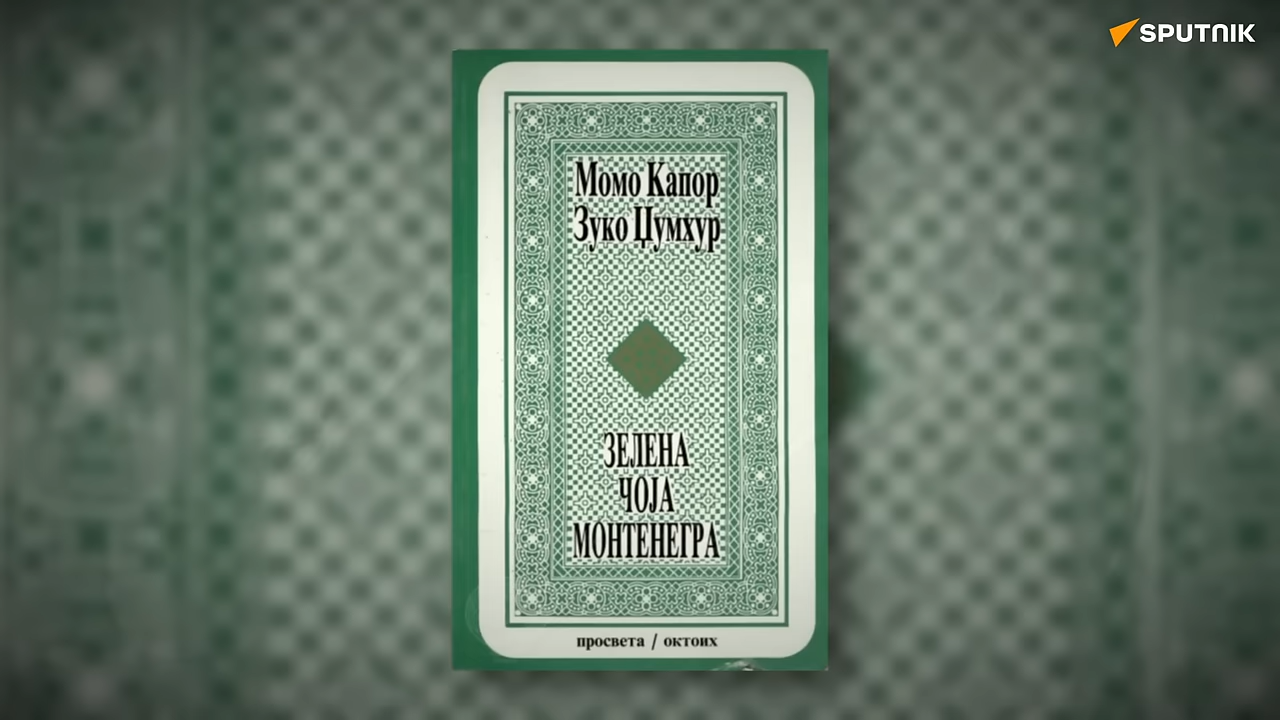 SPUTNIK
Момо Капор
Зуко Џумхур
ЗЕЛЕНА
ЧОЈА
МОНТЕНЕГРА
просвета / октоих